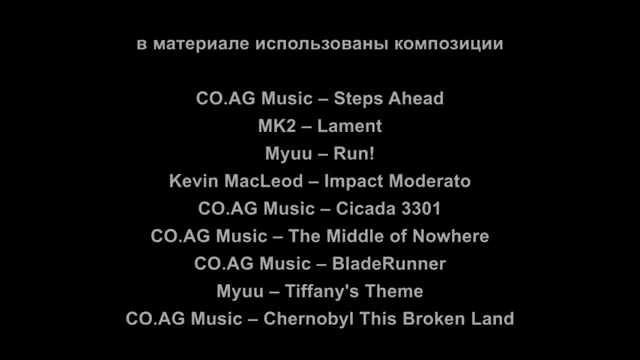 в материале использованы композиции
CO.AG Music – Steps Ahead
MK2 – Lament
Myuu – Run!
Kevin MacLeod – Impact Moderato
CO.AG Music – Cicada 3301
CO.AG Music – The Middle of Nowhere
CO.AG Music – BladeRunner
Myuu – Tiffany's Theme
CO.AG Music – Chernobyl This Broken Land